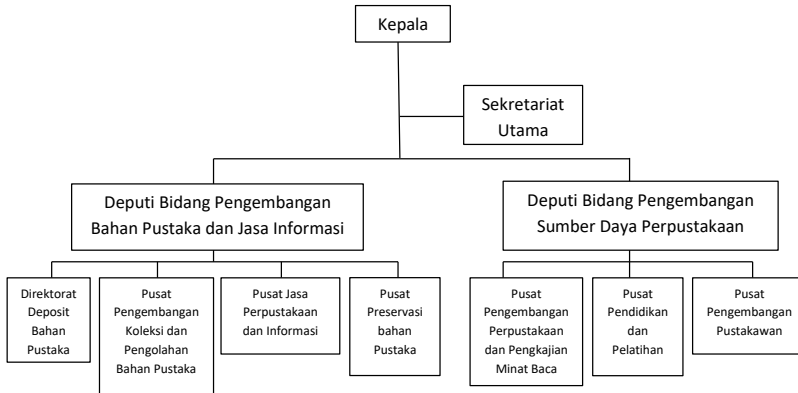 Kepala
Sekretariat
Utama
Deputi Bidang Pengembangan
Bahan Pustaka dan Jasa Informasi
Deputi Bidang Pengembangan
Sumber Daya Perpustakaan
Direktorat
Deposit
Bahan
Pustaka
Pusat
Pengembangan
Koleksi dan
Pengolahan
Bahan Pustaka
Pusat Jasa
Perpustakaan
dan Informasi
Pusat
Preservasi
bahan
Pustaka
Pusat
Pengembangan
Perpustakaan
dan Pengkajian
Minat Baca
Pusat
Pendidikan
dan
Pelatihan
Pusat
Pengembangan
Pustakawan